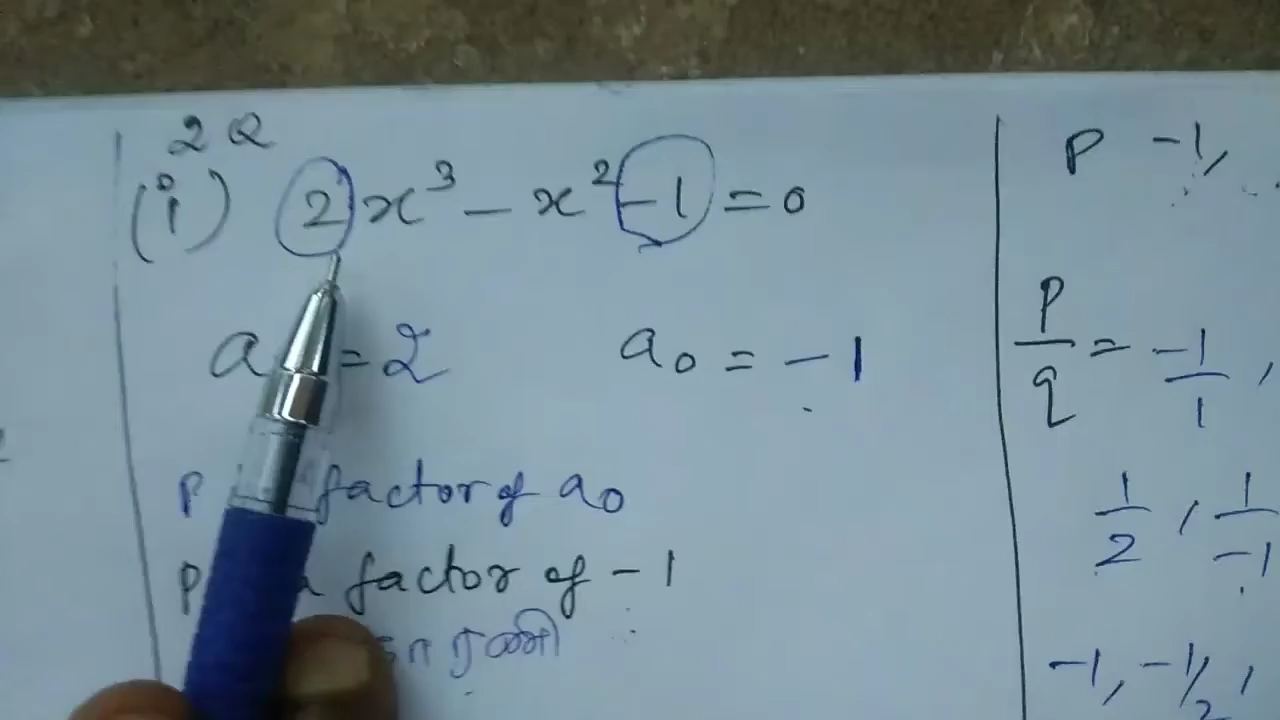 2Q
(i) 2x³ - x² - 1 = 0
a = 2 a₀ = -1
p factor of a₀
p a factor of -1
காரணி
p -1,
p/q = -1/1,
1/2, 1/-1
-1, -1/2,